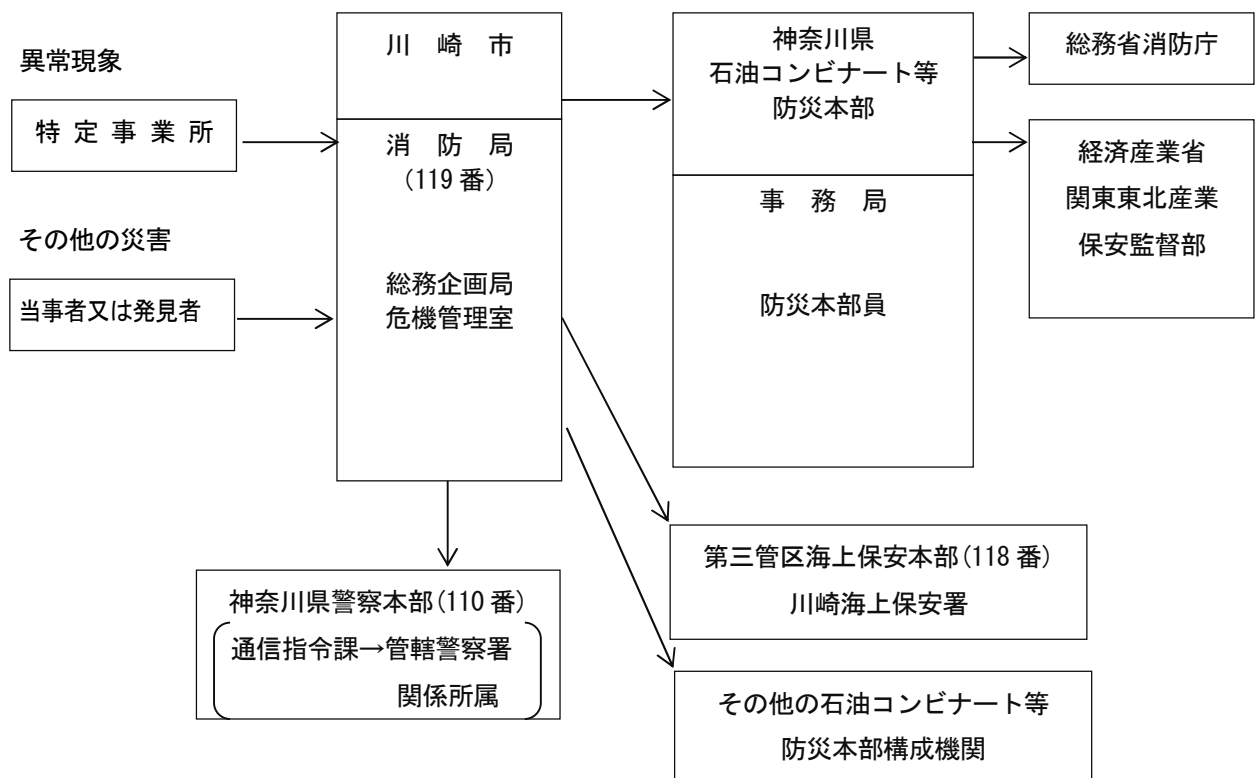 異常現象
特 定 事 業 所
その他の災害
当事者又は発見者
川 崎 市
消 防 局
(119 番)
総務企画局
危機管理室
神奈川県
石油コンビナート等
防災本部
事 務 局
防災本部員
総務省消防庁
経済産業省
関東東北産業
保安監督部
神奈川県警察本部(110 番)
通信指令課→管轄警察署
関係所属
第三管区海上保安本部(118 番)
川崎海上保安署
その他の石油コンビナート等
防災本部構成機関